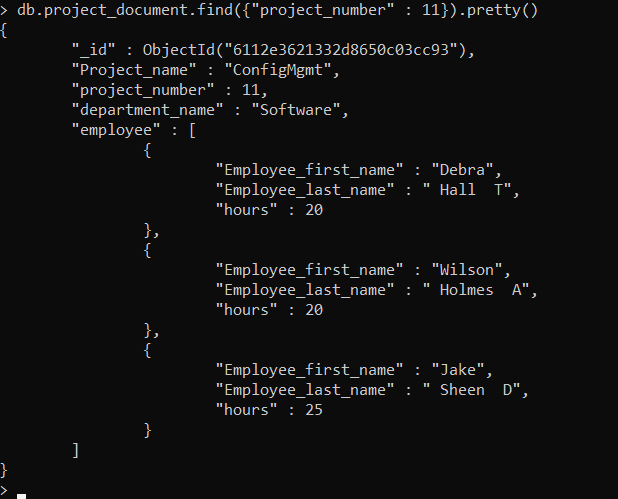 > db.project_document.find({"project_number" : 11}).pretty()
{
        "_id" : ObjectId("6112e3621332d8650c03cc93"),
        "Project_name" : "ConfigMgmt",
        "project_number" : 11,
        "department_name" : "Software",
        "employee" : [
                {
                        "Employee_first_name" : "Debra",
                        "Employee_last_name" : " Hall  T",
                        "hours" : 20
                },
                {
                        "Employee_first_name" : "Wilson",
                        "Employee_last_name" : " Holmes  A",
                        "hours" : 20
                },
                {
                        "Employee_first_name" : "Jake",
                        "Employee_last_name" : " Sheen  D",
                        "hours" : 25
                }
        ]
}
>